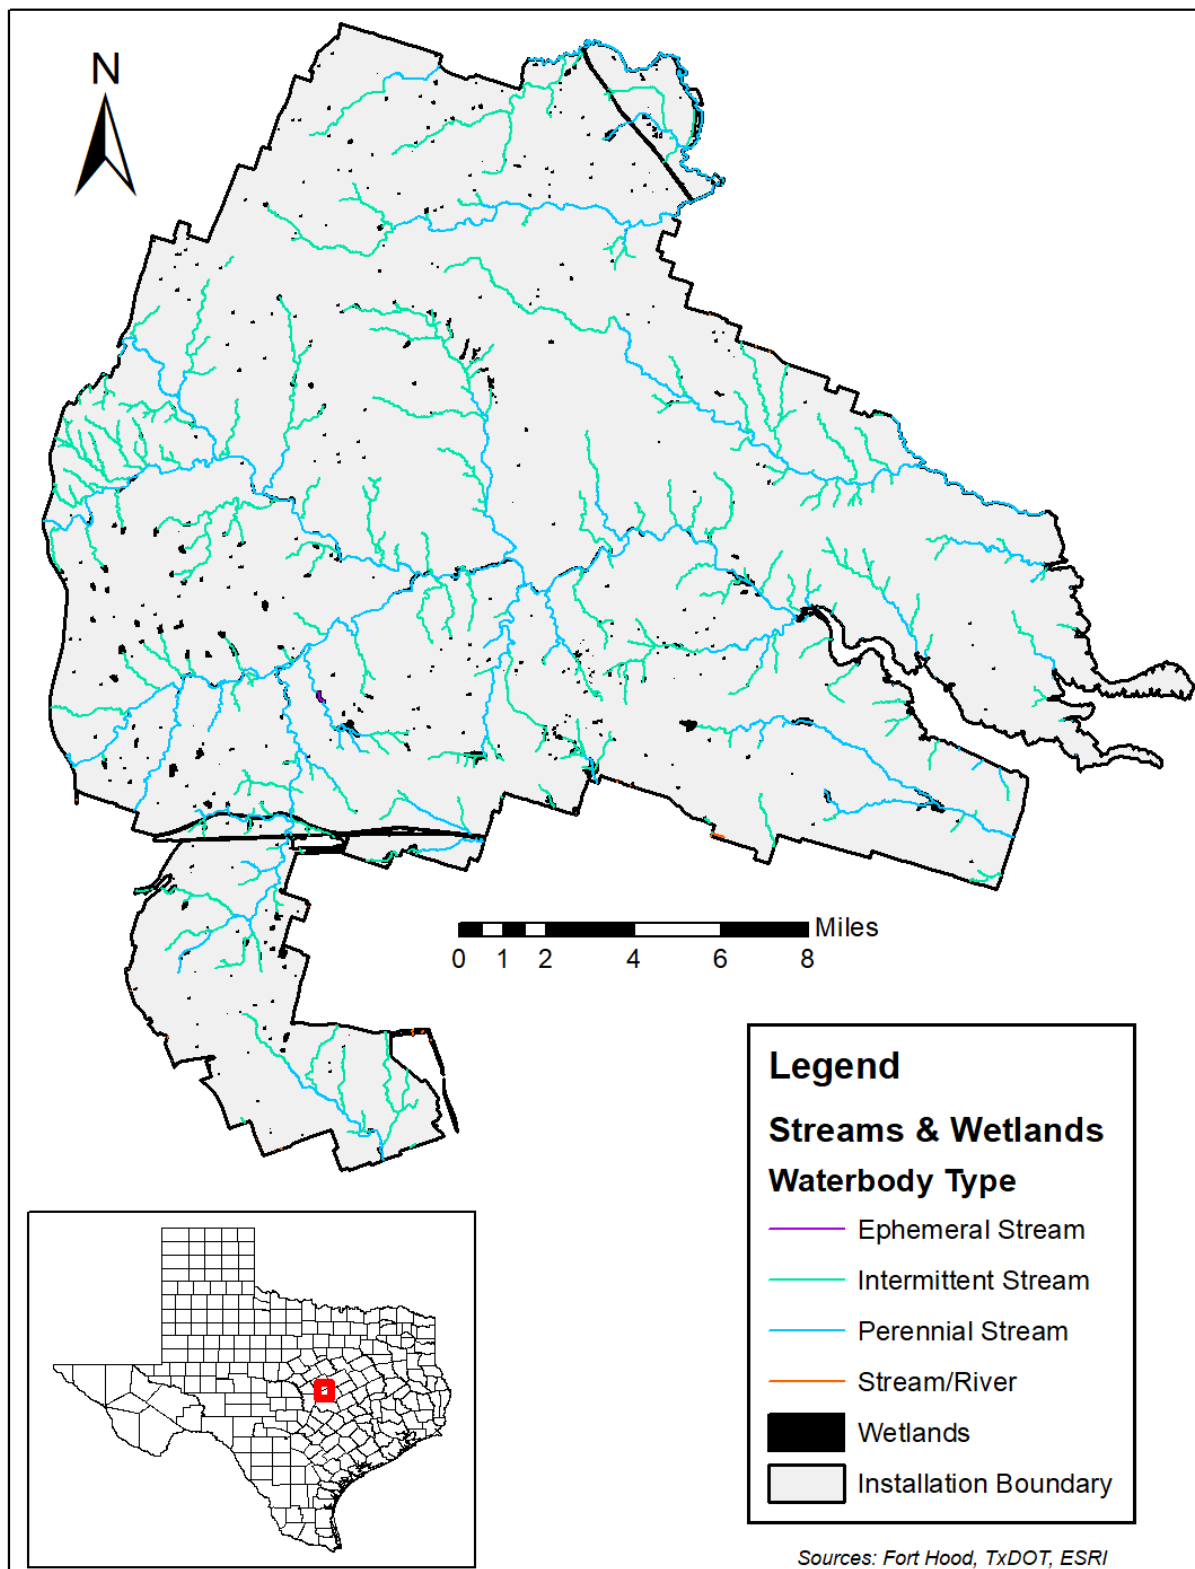 N
Miles
0 1 2 4 6 8
Legend
Streams & Wetlands
Waterbody Type
Ephemeral Stream
Intermittent Stream
Perennial Stream
Stream/River
Wetlands
Installation Boundary
Sources: Fort Hood, TxDOT, ESRI